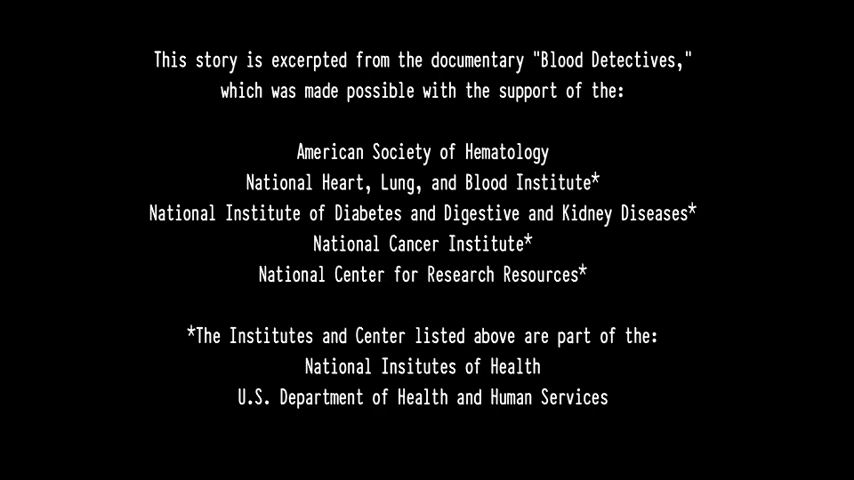 This story is excerpted from the documentary "Blood Detectives,"
which was made possible with the support of the:
American Society of Hematology
National Heart, Lung, and Blood Institute*
National Institute of Diabetes and Digestive and Kidney Diseases*
National Cancer Institute*
National Center for Research Resources*
*The Institutes and Center listed above are part of the:
National Insitutes of Health
U.S. Department of Health and Human Services